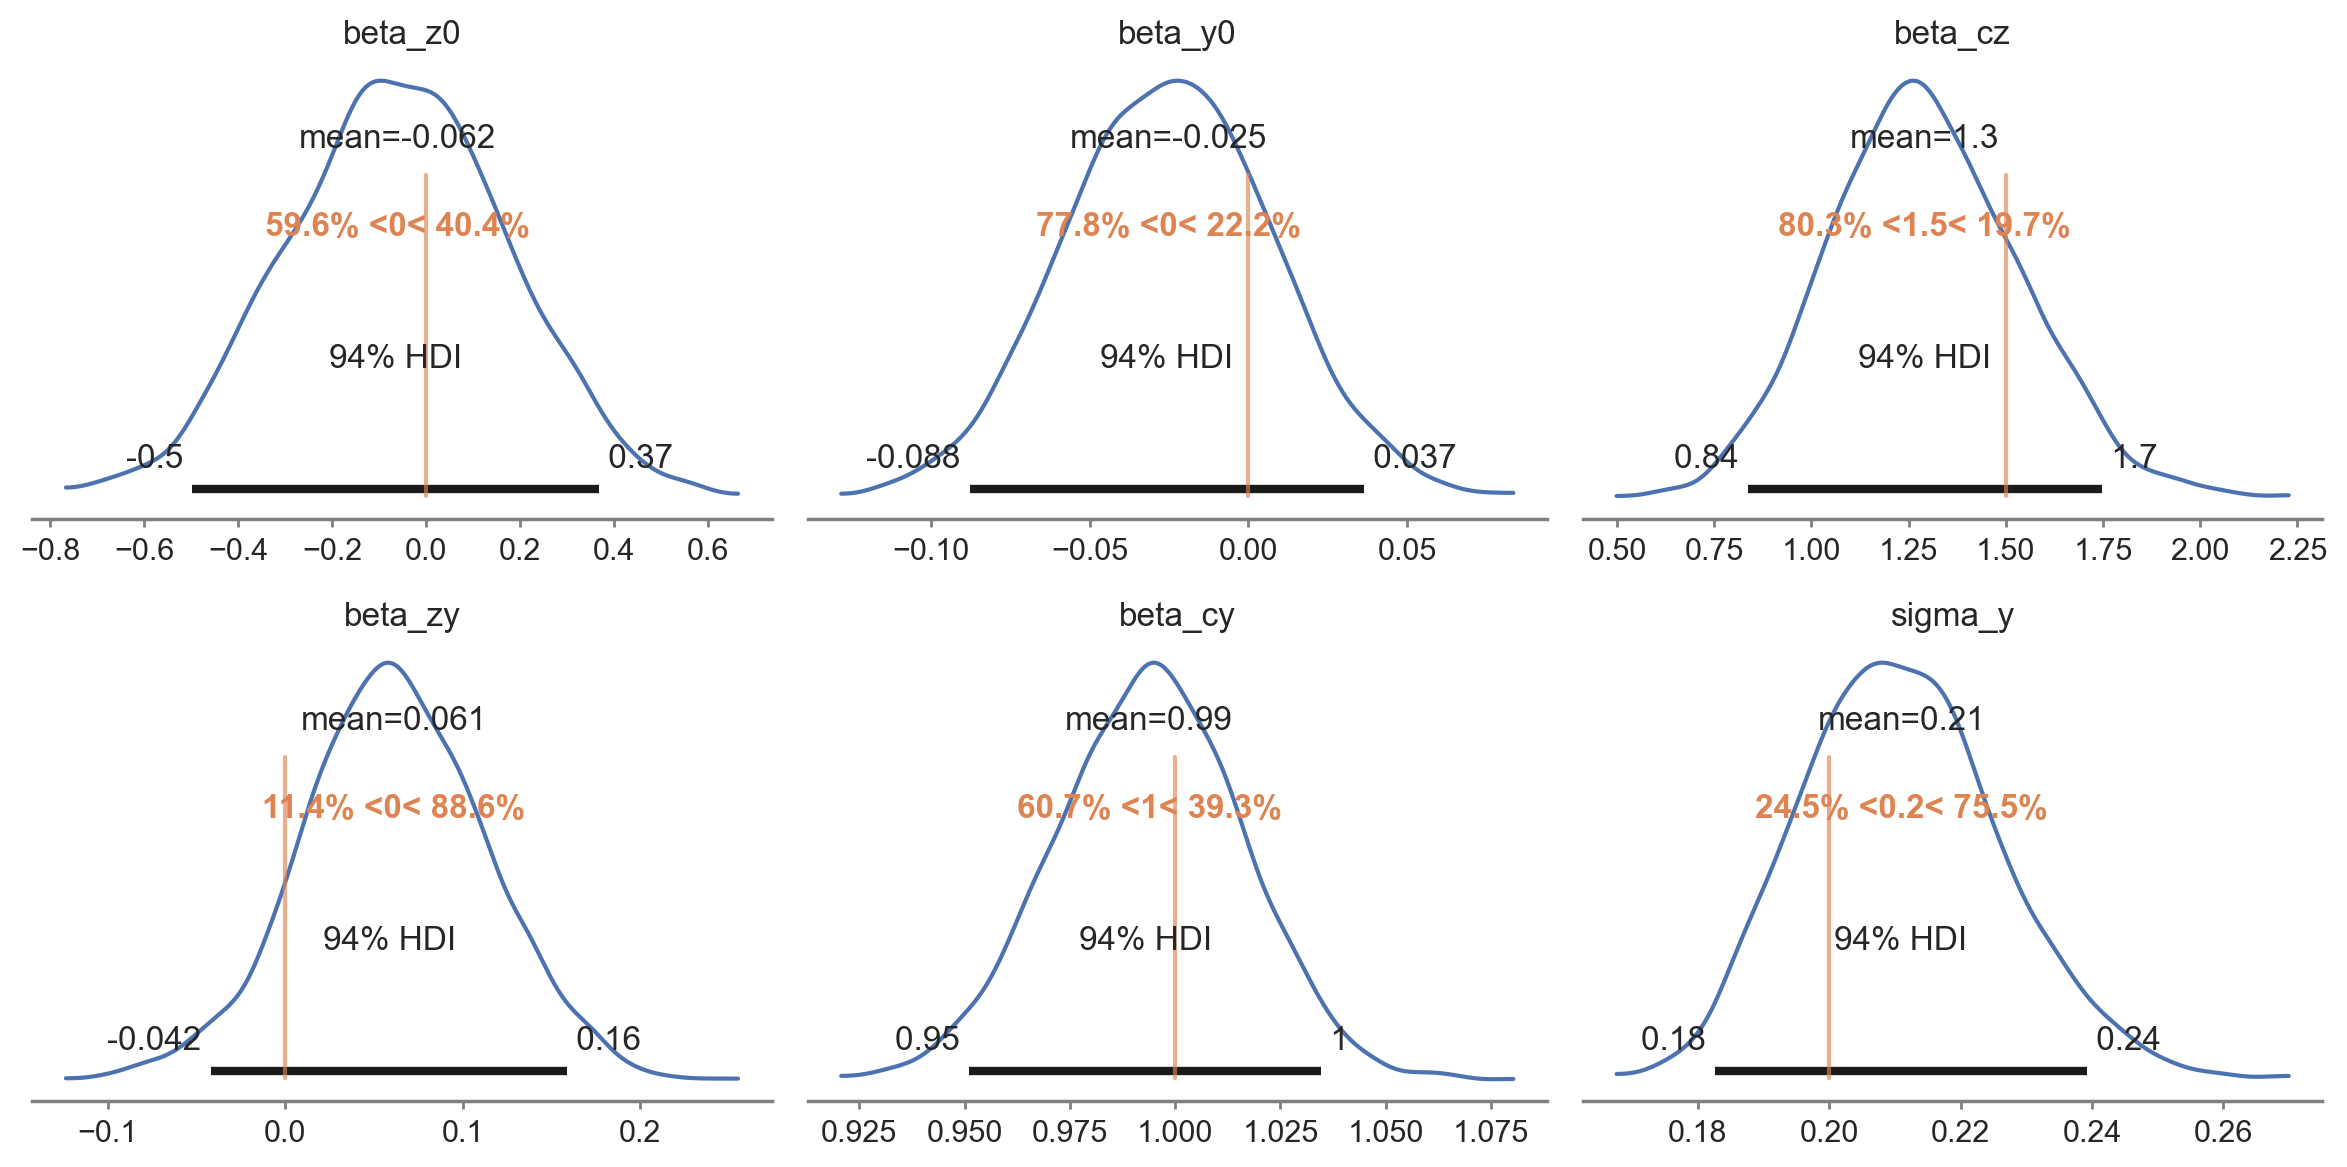 beta_z0
mean=-0.062
59.6% <0< 40.4%
94% HDI
-0.5 0.37
−0.8 −0.6 −0.4 −0.2 0.0 0.2 0.4 0.6
beta_y0
mean=-0.025
77.8% <0< 22.2%
94% HDI
-0.088 0.037
−0.10 −0.05 0.00 0.05
beta_cz
mean=1.3
80.3% <1.5< 19.7%
94% HDI
0.84 1.7
0.50 0.75 1.00 1.25 1.50 1.75 2.00 2.25
beta_zy
mean=0.061
11.4% <0< 88.6%
94% HDI
-0.042 0.16
−0.1 0.0 0.1 0.2
beta_cy
mean=0.99
60.7% <1< 39.3%
94% HDI
0.95 1
0.925 0.950 0.975 1.000 1.025 1.050 1.075
sigma_y
mean=0.21
24.5% <0.2< 75.5%
94% HDI
0.18 0.24
0.18 0.20 0.22 0.24 0.26